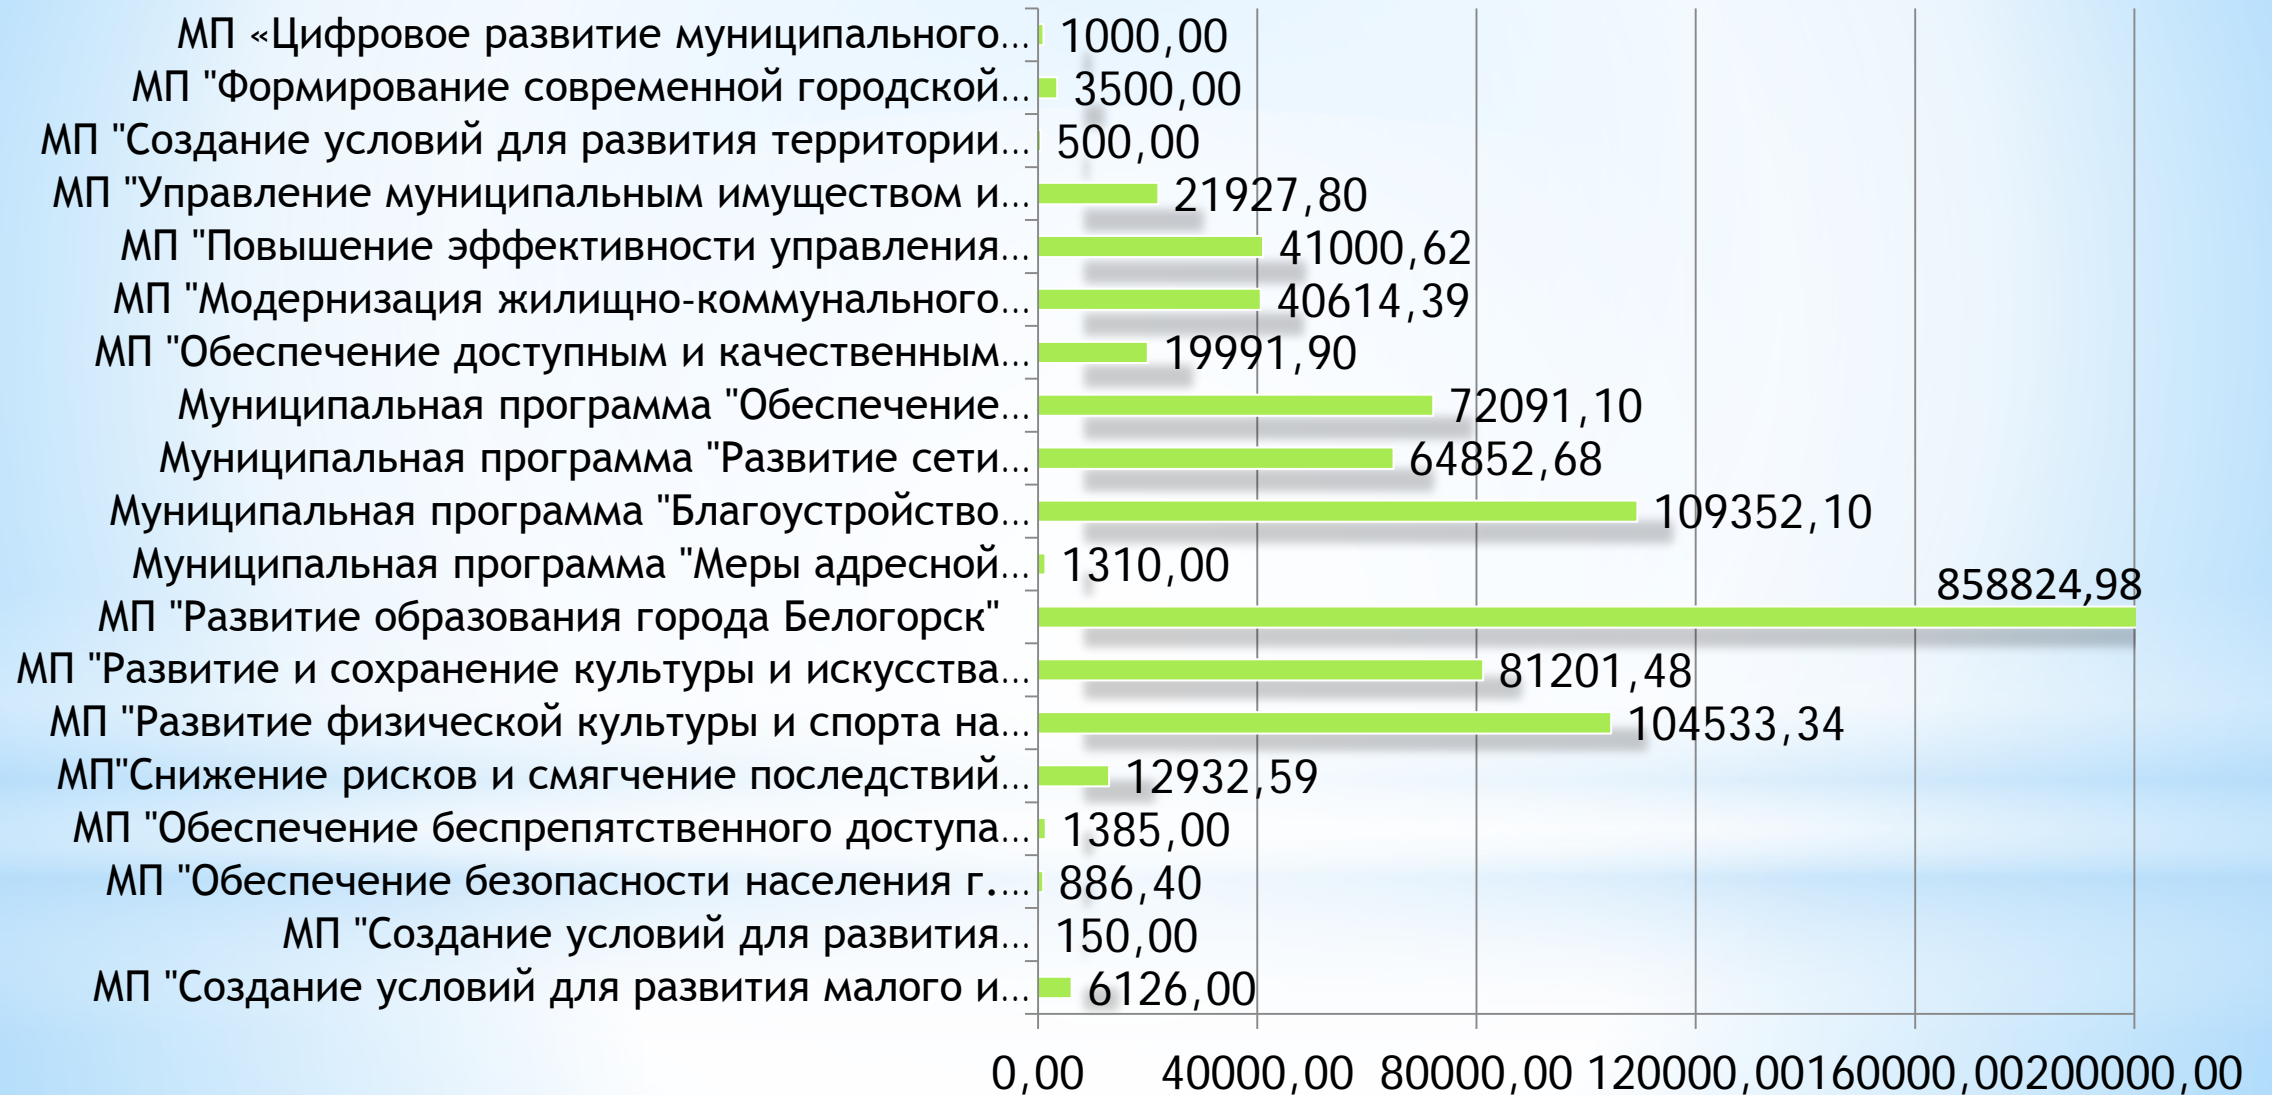 МП «Цифровое развитие муниципального… 1000,00
МП "Формирование современной городской… 3500,00
МП "Создание условий для развития территории… 500,00
МП "Управление муниципальным имуществом и… 21927,80
МП "Повышение эффективности управления… 41000,62
МП "Модернизация жилищно-коммунального… 40614,39
МП "Обеспечение доступным и качественным… 19991,90
Муниципальная программа "Обеспечение… 72091,10
Муниципальная программа "Развитие сети… 64852,68
Муниципальная программа "Благоустройство… 109352,10
Муниципальная программа "Меры адресной… 1310,00
МП "Развитие образования города Белогорск" 858824,98
МП "Развитие и сохранение культуры и искусства… 81201,48
МП "Развитие физической культуры и спорта на… 104533,34
МП"Снижение рисков и смягчение последствий… 12932,59
МП "Обеспечение беспрепятственного доступа… 1385,00
МП "Обеспечение безопасности населения г.… 886,40
МП "Создание условий для развития… 150,00
МП "Создание условий для развития малого и… 6126,00
0,00 40000,00 80000,00 120000,00 160000,00 200000,00